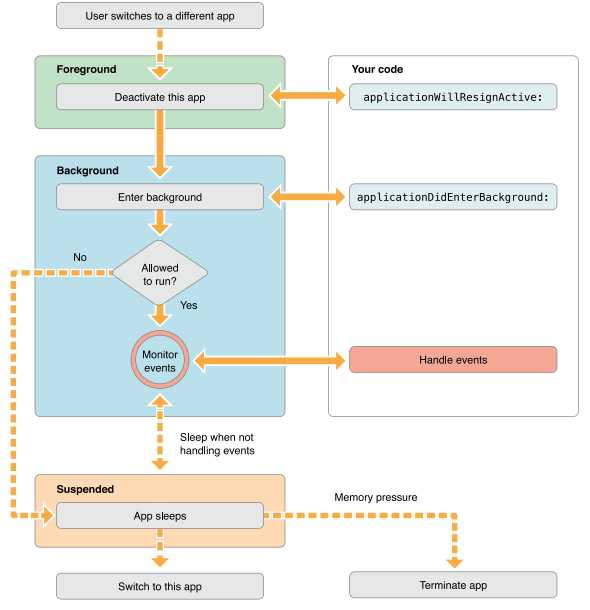 User switches to a different app
Foreground
Your code
Deactivate this app
applicationWillResignActive:
Background
Enter background
applicationDidEnterBackground:
No
Allowed
to run?
Yes
Monitor
events
Handle events
Sleep when not
handling events
Suspended
Memory pressure
App sleeps
Switch to this app
Terminate app